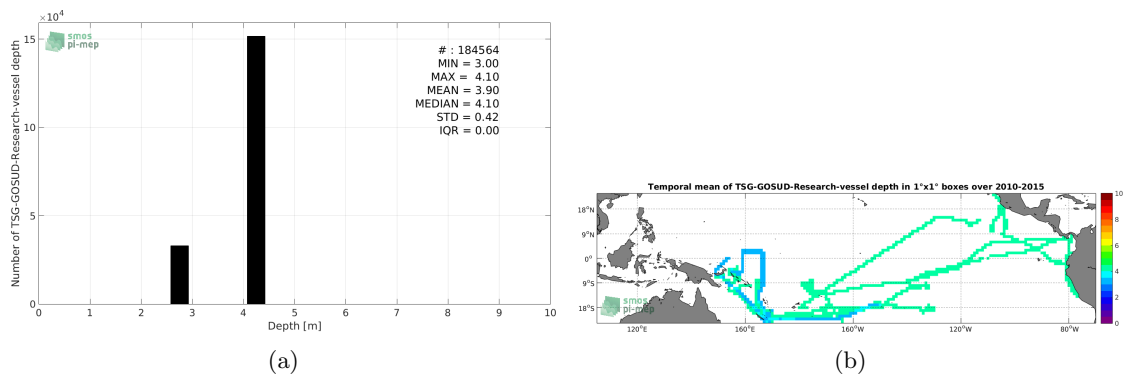 ×10⁴
smos
pi-mep
Number of TSG-GOSUD-Research-vessel depth
15
10
5
0
# : 184564
MIN = 3.00
MAX = 4.10
MEAN = 3.90
MEDIAN = 4.10
STD = 0.42
IQR = 0.00
0 1 2 3 4 5 6 7 8 9 10
Depth [m]
(a)
Temporal mean of TSG-GOSUD-Research-vessel depth in 1°x1° boxes over 2010-2015
18°N
9°N
0°
9°S
18°S
smos
pi-mep
120°E 160°E 160°W 120°W 80°W
10
8
6
4
2
0
(b)